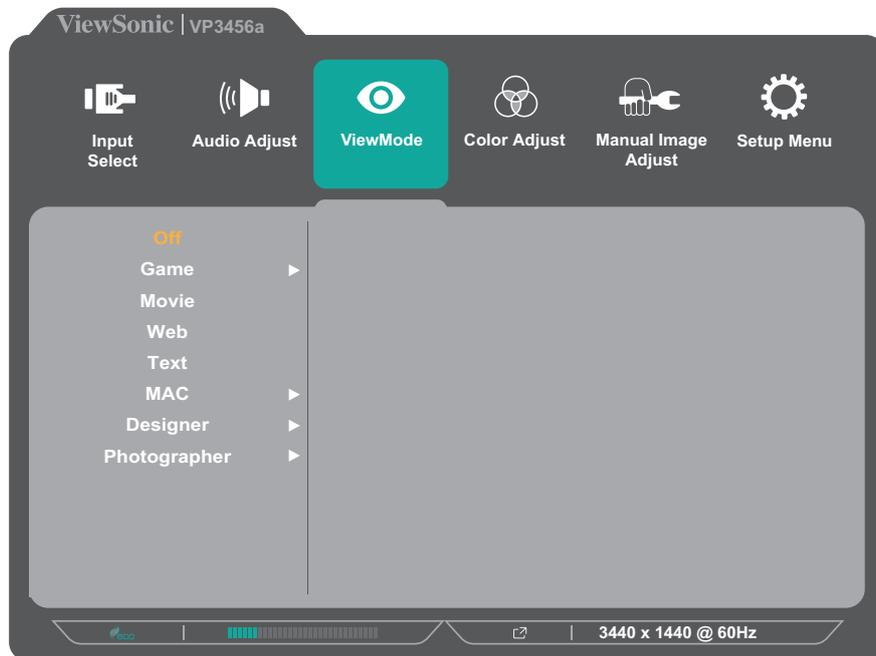 ViewSonic | VP3456a
Input
Select
Audio Adjust
ViewMode
Color Adjust
Manual Image
Adjust
Setup Menu
Off
Game
Movie
Web
Text
MAC
Designer
Photographer
eco
3440 x 1440 @ 60Hz